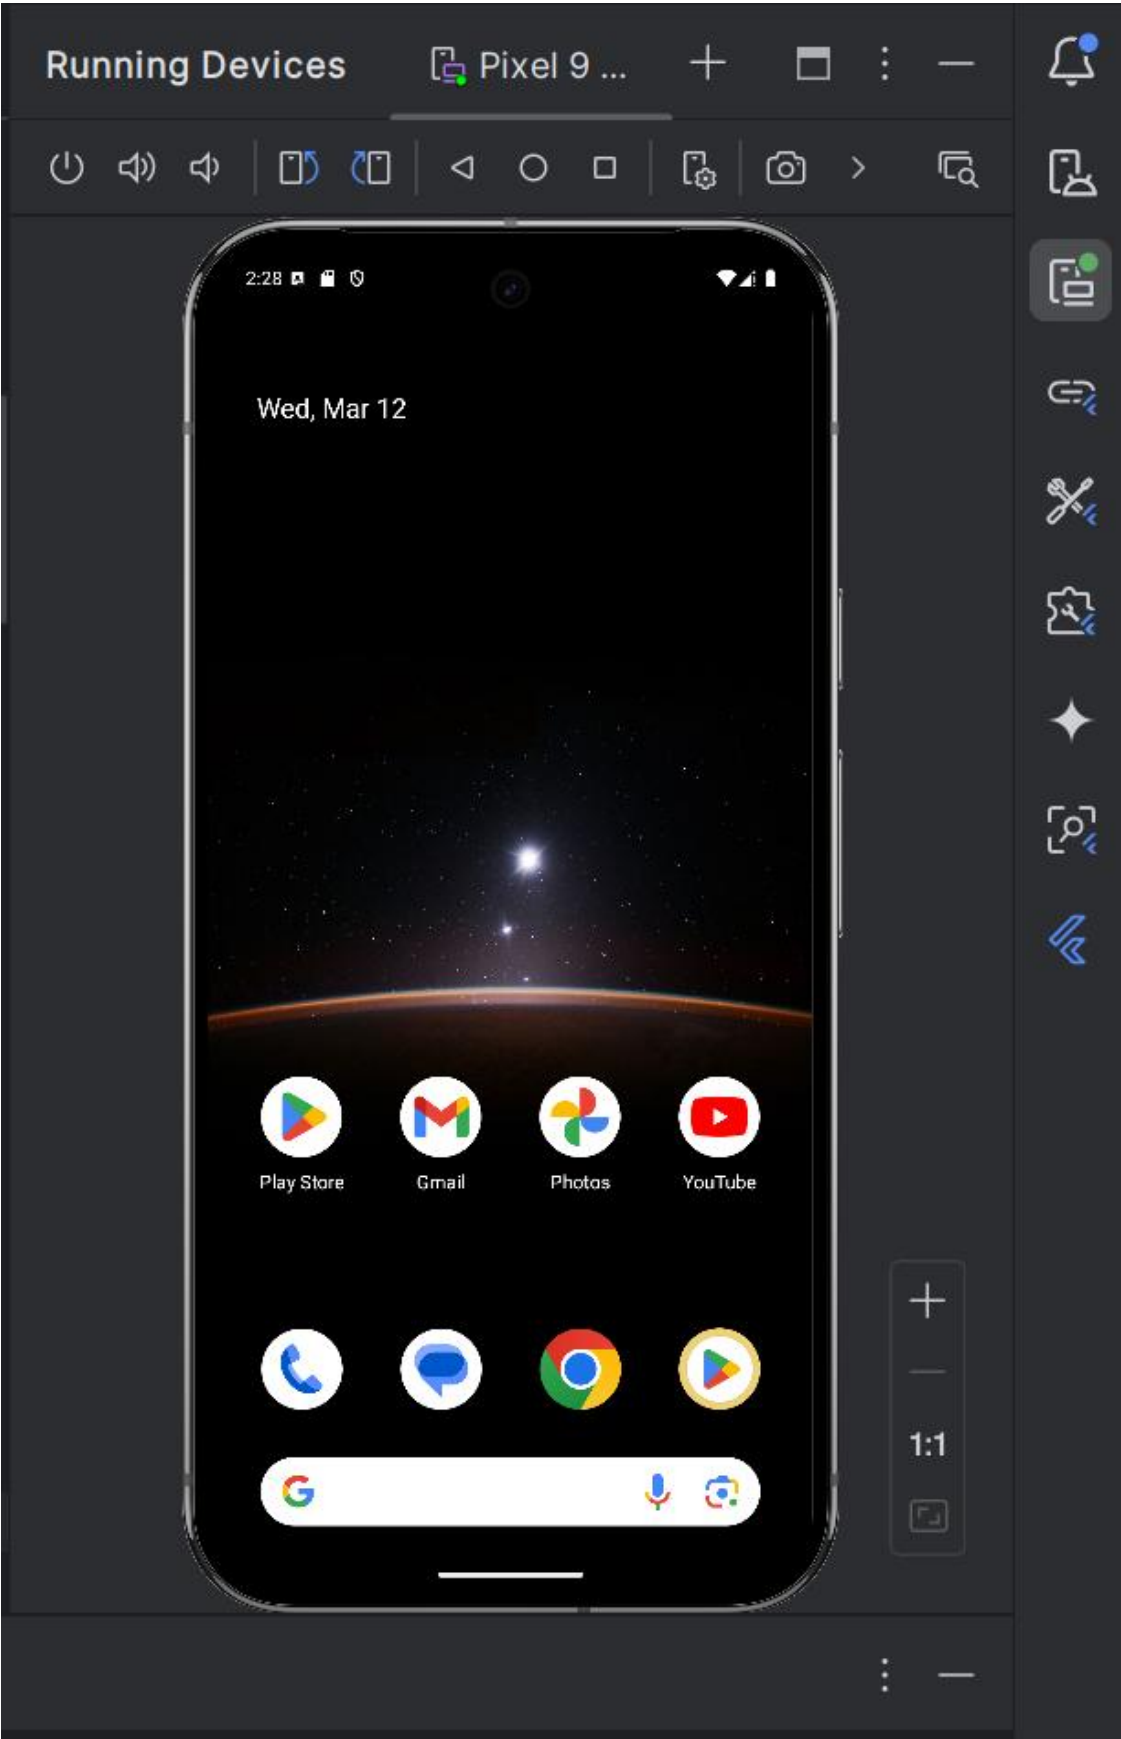 Running Devices
Pixel 9 ...
2:28
Wed, Mar 12
Play Store
Gmail
Photos
YouTube
G
1:1